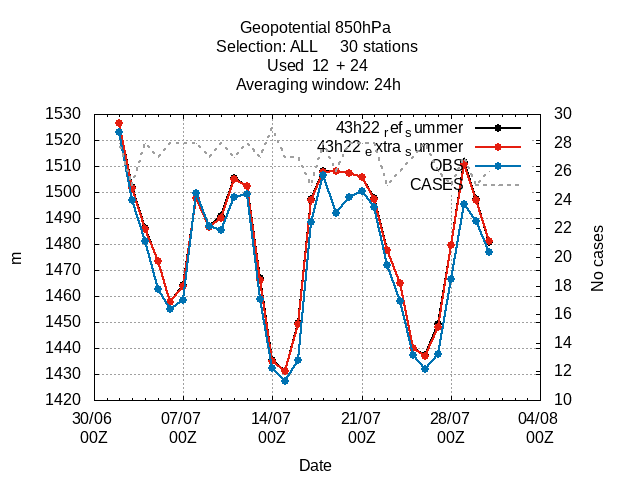 Geopotential 850hPa
Selection: ALL 30 stations
Used 12 + 24
Averaging window: 24h
1530 30
43h22 refsummer
1520 28
43h22 extrasummer
1510 OBS 26
CASES
1500 24
1490 22
1480 20
1470 18
1460 16
1450
1440 14
1430 12
1420 10
m
No cases
30/06 07/07 14/07 21/07 28/07 04/08
00Z 00Z 00Z 00Z 00Z 00Z
Date